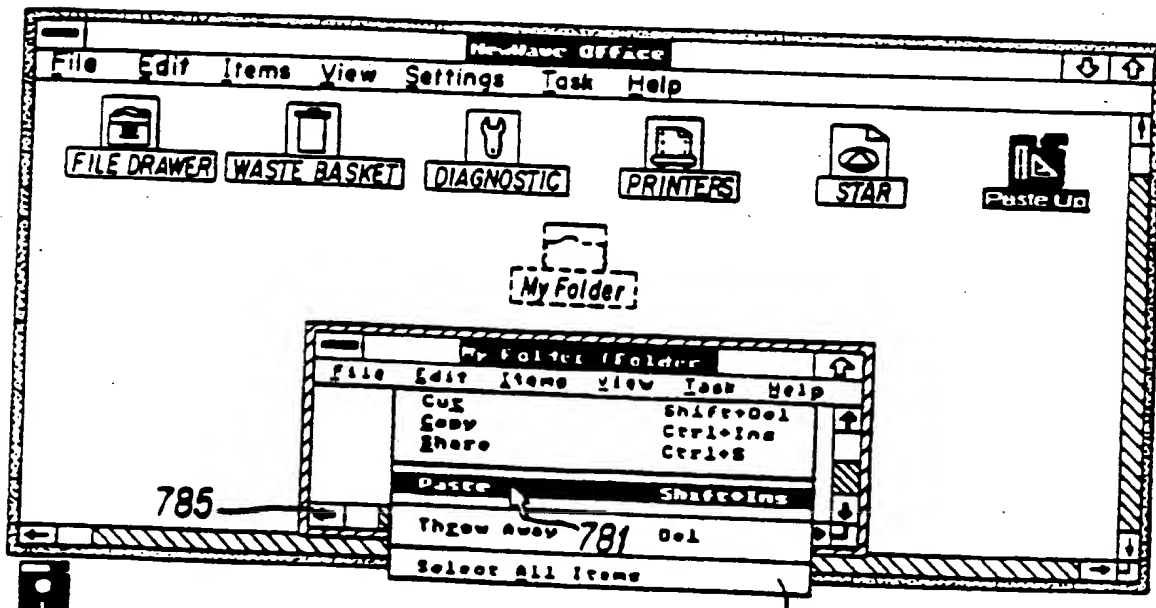 NewWave Office
File Edit Items View Settings Task Help
FILE DRAWER WASTE BASKET DIAGNOSTIC PRINTERS STAR Paste Up
My Folder
My Folder (Folder
File Edit Items View Task Help
Cut Shift+Del
Copy Ctrl+Ins
Share Ctrl+S
Paste Shift+Ins
785
Throw Away 781 Del
Select All Items